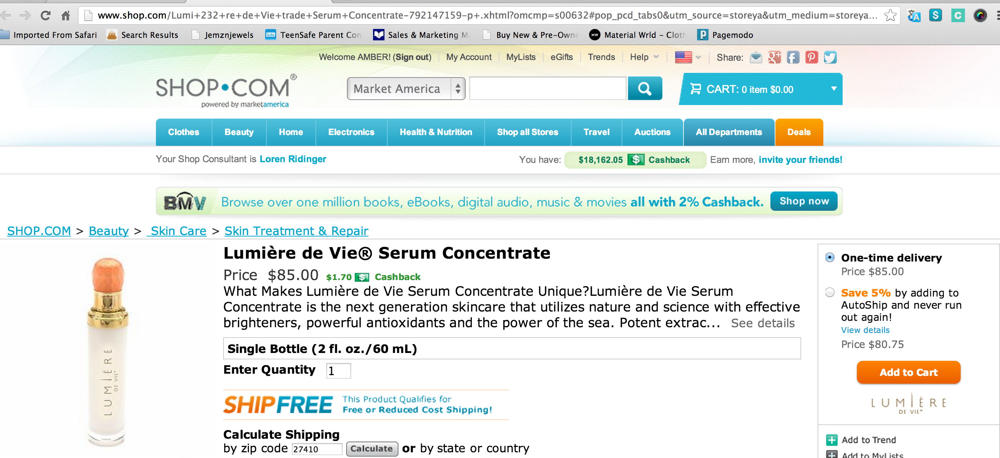 www.shop.com/Lumi+232+re+de+Vie+trade+Serum+Concentrate-792147159-p+.xhtml?omcmp=s00632#pop_pcd_tabs0&utm_source=storeya&utm_medium=storeya...
Imported From Safari Search Results Jemznjewels Safe TeenSafe Parent Con Sales & Marketing Ma Buy New & Pre-Owne MW Material Wrld – Cloth Pagemodo
Welcome AMBER! (Sign out) My Account MyLists eGifts Trends Help Share:
SHOP•COM®
powered by marketamerica
Market America
CART: 0 item $0.00
Clothes Beauty Home Electronics Health & Nutrition Shop all Stores Travel Auctions All Departments Deals
Your Shop Consultant is Loren Ridinger
You have: $18,162.05 $ Cashback Earn more, invite your friends!
BMV Browse over one million books, eBooks, digital audio, music & movies all with 2% Cashback. Shop now
SHOP.COM > Beauty > Skin Care > Skin Treatment & Repair
LUMIÈRE
DE VIE
Lumière de Vie® Serum Concentrate
Price $85.00 $1.70 $ Cashback
What Makes Lumière de Vie Serum Concentrate Unique?Lumière de Vie Serum
Concentrate is the next generation skincare that utilizes nature and science with effective
brighteners, powerful antioxidants and the power of the sea. Potent extrac... See details
Single Bottle (2 fl. oz./60 mL)
Enter Quantity 1
SHIPFREE
This Product Qualifies for
Free or Reduced Cost Shipping!
Calculate Shipping
by zip code 27410 Calculate or by state or country
One-time delivery
Price $85.00
Save 5% by adding to
AutoShip and never run
out again!
View details
Price $80.75
Add to Cart
LUMIÈRE
DE VIE™
Add to Trend
Add to MyLists